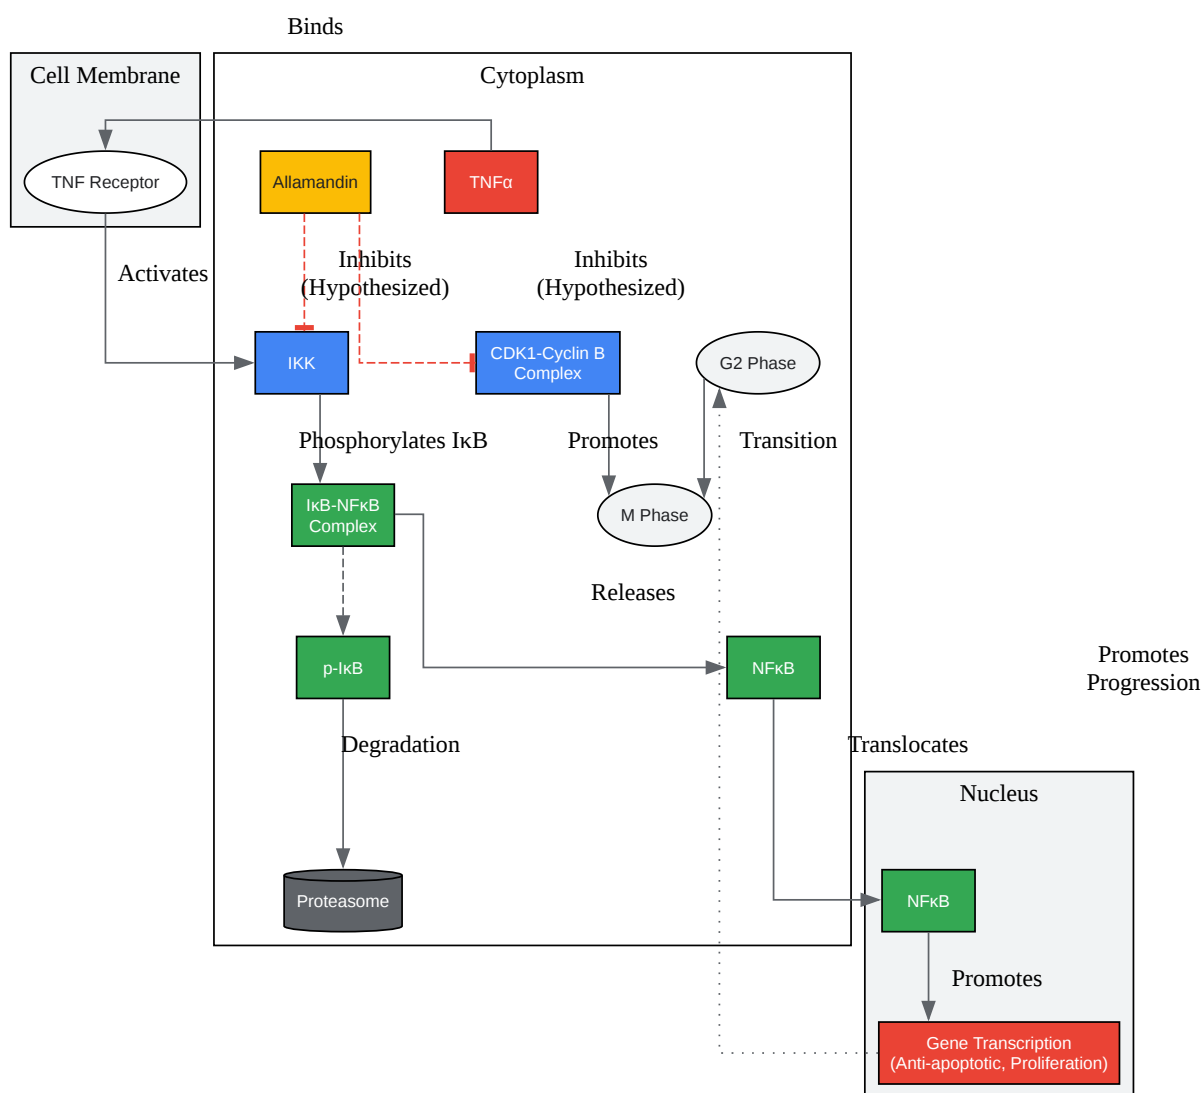 Binds
Cell Membrane
Cytoplasm
TNF Receptor
Allamandin
TNFα
Activates
Inhibits
(Hypothesized)
Inhibits
(Hypothesized)
IKK
CDK1-Cyclin B
Complex
G2 Phase
Phosphorylates IκB
Promotes
Transition
IκB-NFκB
Complex
M Phase
Releases
p-IκB
NFκB
Promotes
Progression
Degradation
Translocates
Nucleus
Proteasome
NFκB
Promotes
Gene Transcription
(Anti-apoptotic, Proliferation)